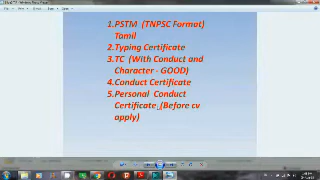 1.PSTM (TNPSC Format)
Tamil
2.Typing Certificate
3.TC (With Conduct and
Character - GOOD)
4.Conduct Certificate
5.Personal Conduct
Certificate (Before cv
apply)